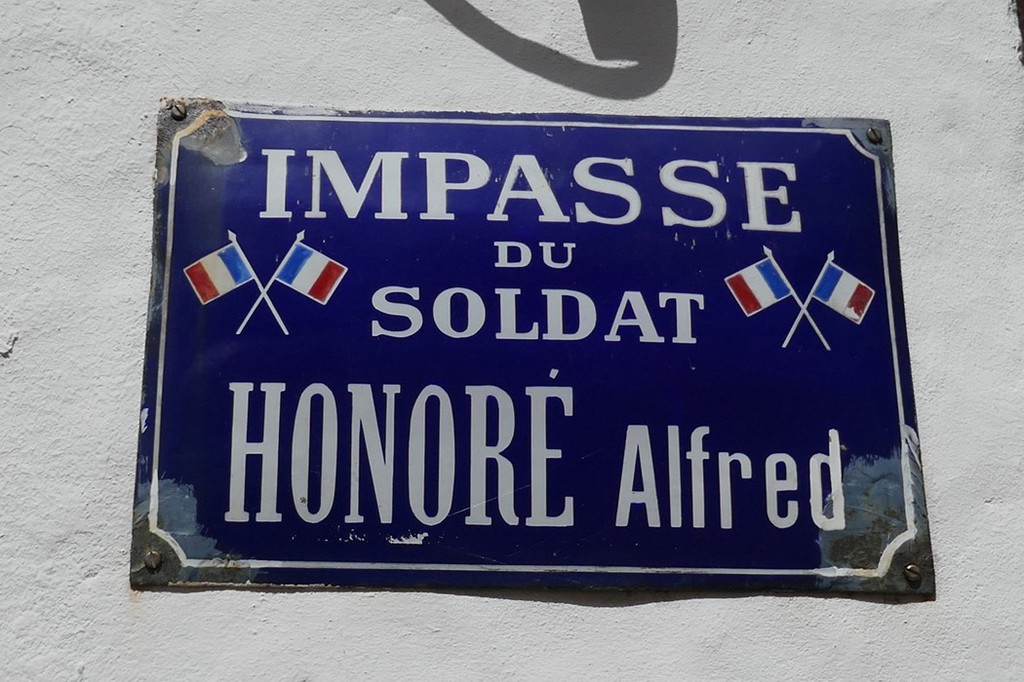 IMPASSE
DU
SOLDAT
HONORÉ Alfred